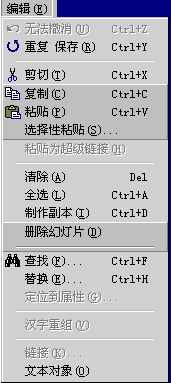 编辑(E)
无法撤消(U) Ctrl+Z
重复 保存(R) Ctrl+Y
剪切(T) Ctrl+X
复制(C) Ctrl+C
粘贴(P) Ctrl+V
选择性粘贴(S)...
粘贴为超级链接(H)
清除(A) Del
全选(L) Ctrl+A
制作副本(I) Ctrl+D
删除幻灯片(D)
查找(F)... Ctrl+F
替换(E)... Ctrl+H
定位到属性(G)...
汉字重组(V)
链接(K)...
文本对象(O)